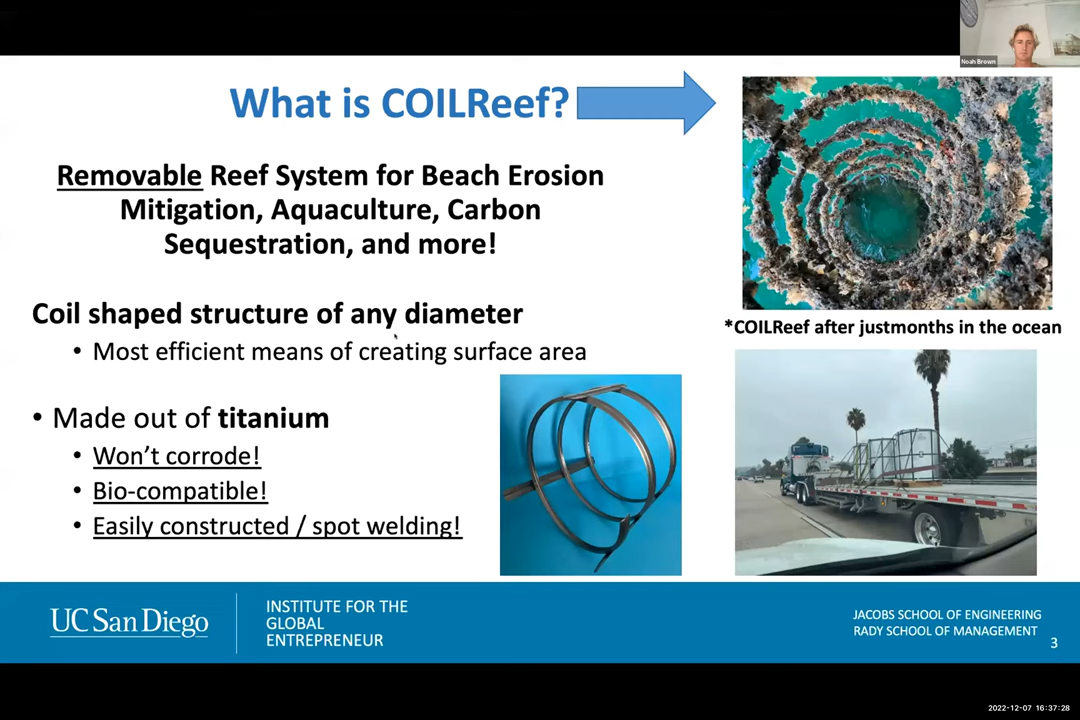 Noah Brown
What is COILReef?
Removable Reef System for Beach Erosion
Mitigation, Aquaculture, Carbon
Sequestration, and more!
Coil shaped structure of any diameter
• Most efficient means of creating surface area
• Made out of titanium
• Won't corrode!
• Bio-compatible!
• Easily constructed / spot welding!
*COILReef after justmonths in the ocean
UC San Diego
INSTITUTE FOR THE
GLOBAL
ENTREPRENEUR
JACOBS SCHOOL OF ENGINEERING
RADY SCHOOL OF MANAGEMENT
3
2022-12-07 16:37:28